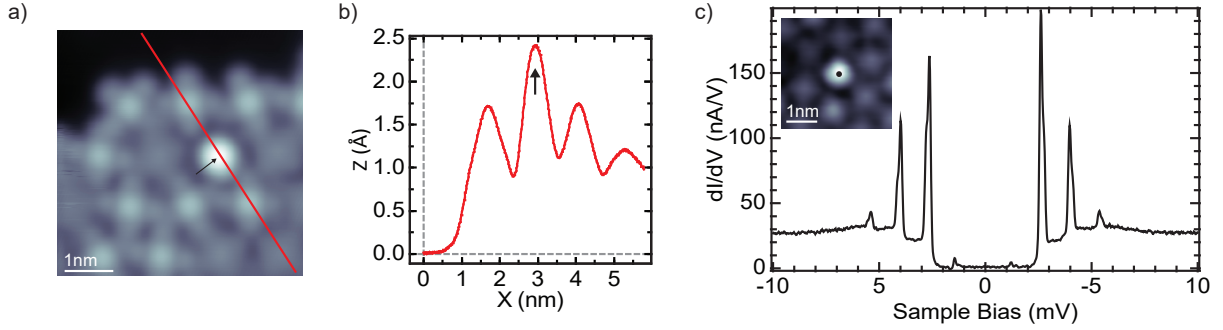 a)
1nm
b)
Z (Å)
2.5
2.0
1.5
1.0
0.5
0.0
0 1 2 3 4 5
X (nm)
c)
1nm
dI/dV (nA/V)
150
100
50
0
-10 5 0 -5 10
Sample Bias (mV)